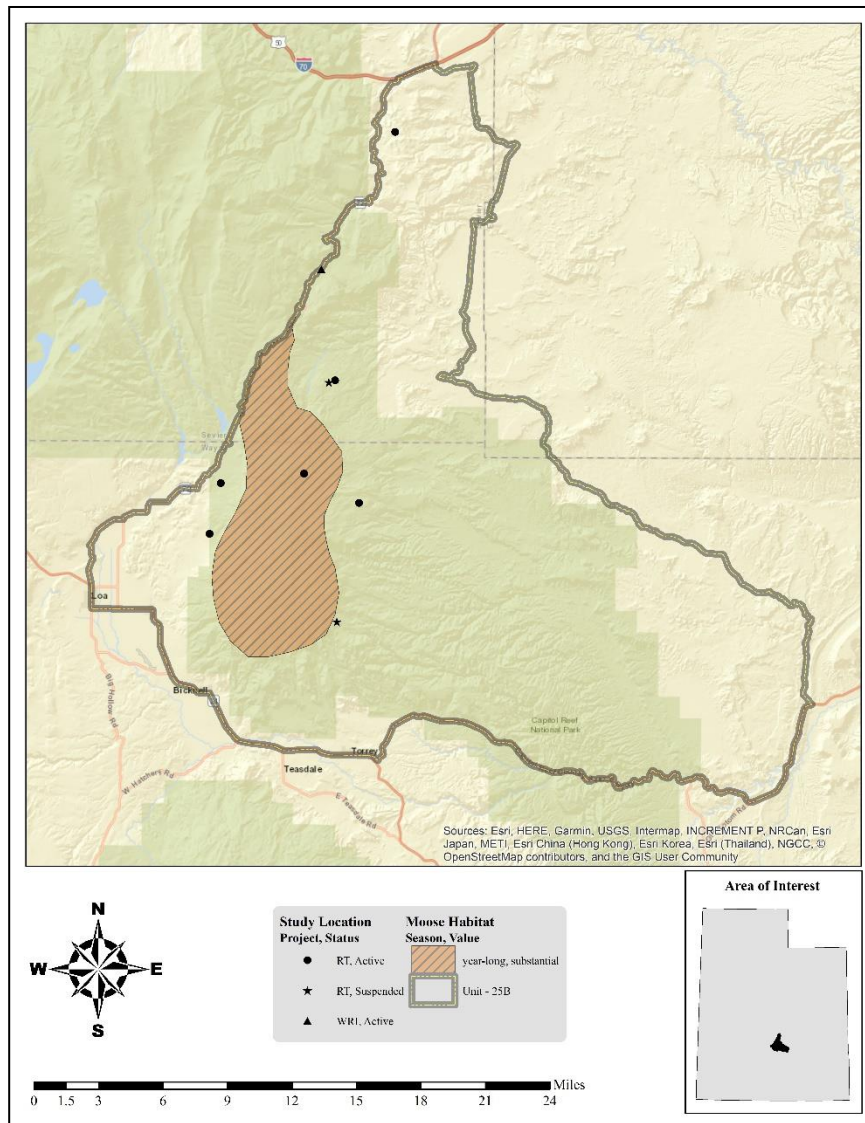 50
70
Loa
Bicknell
Big Hollow Rd
W Hatchery Rd
Teasdale
Torrey
E Teasdale Rd
Capitol Reef
National Park
Sources: Esri, HERE, Garmin, USGS, Intermap, INCREMENT P, NRCan, Esri
Japan, METI, Esri China (Hong Kong), Esri Korea, Esri (Thailand), NGCC, ©
OpenStreetMap contributors, and the GIS User Community
N
W
E
S
Study Location
Project, Status
RT, Active
RT, Suspended
WRI, Active
Moose Habitat
Season, Value
year-long, substantial
Unit - 25B
Area of Interest
Miles
0 1.5 3 6 9 12 15 18 21 24